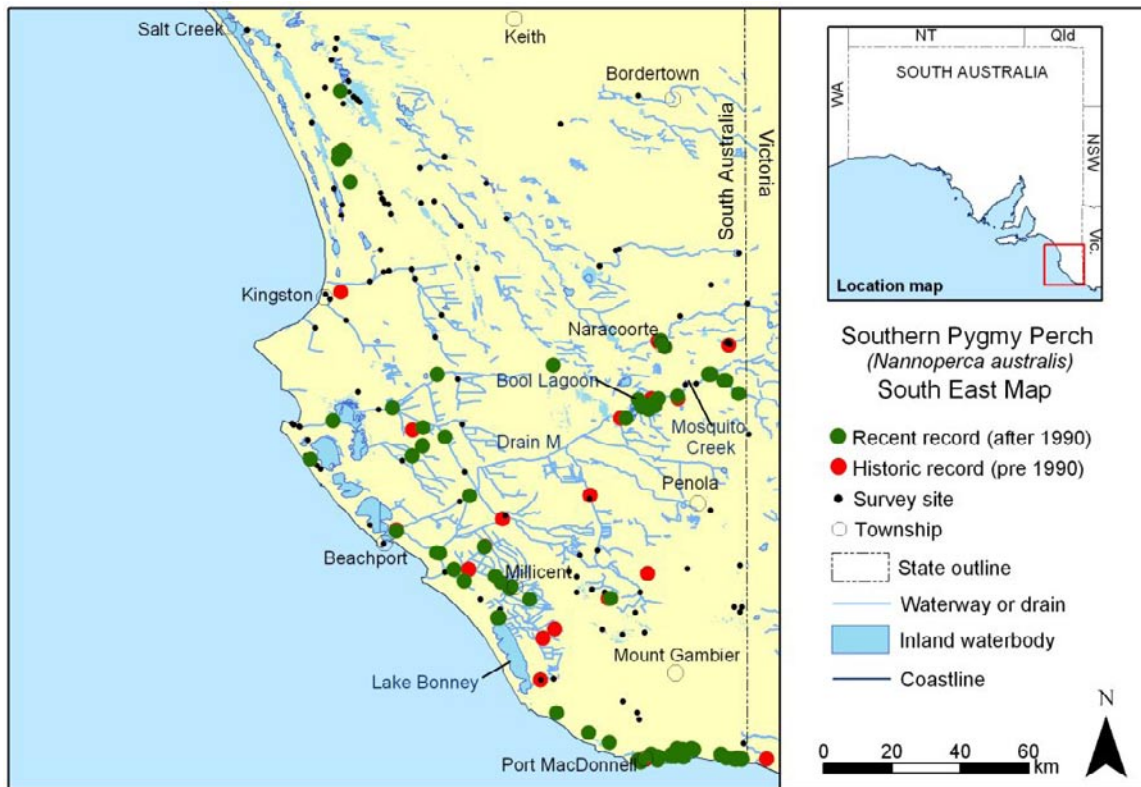 Salt Creek
Keith
Bordertown
South Australia
Victoria
Kingston
Naracoorte
Bool Lagoon
Mosquito
Creek
Drain M
Penola
Beachport
Millicent
Mount Gambier
Lake Bonney
Port MacDonnell
NT
Qld
WA
SOUTH AUSTRALIA
NSW
Vic.
Location map
Southern Pygmy Perch
(Nannoperca australis)
South East Map
Recent record (after 1990)
Historic record (pre 1990)
Survey site
Township
State outline
Waterway or drain
Inland waterbody
Coastline
N
0 20 40 60
km